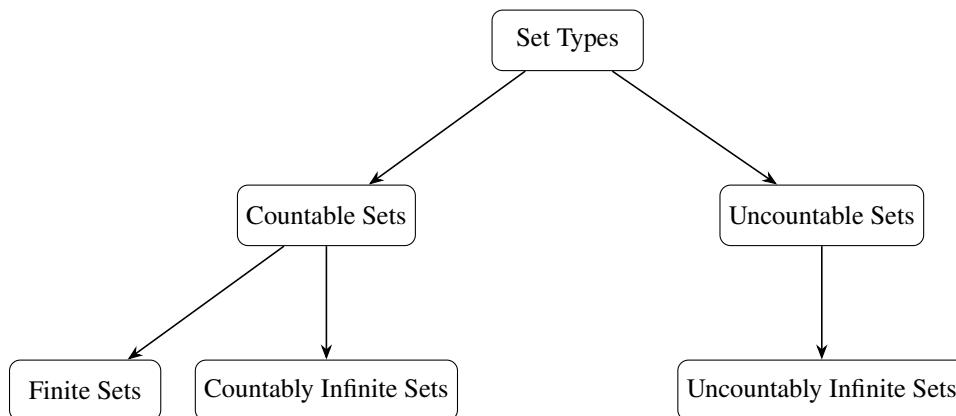 Set Types
Countable Sets
Uncountable Sets
Finite Sets
Countably Infinite Sets
Uncountably Infinite Sets